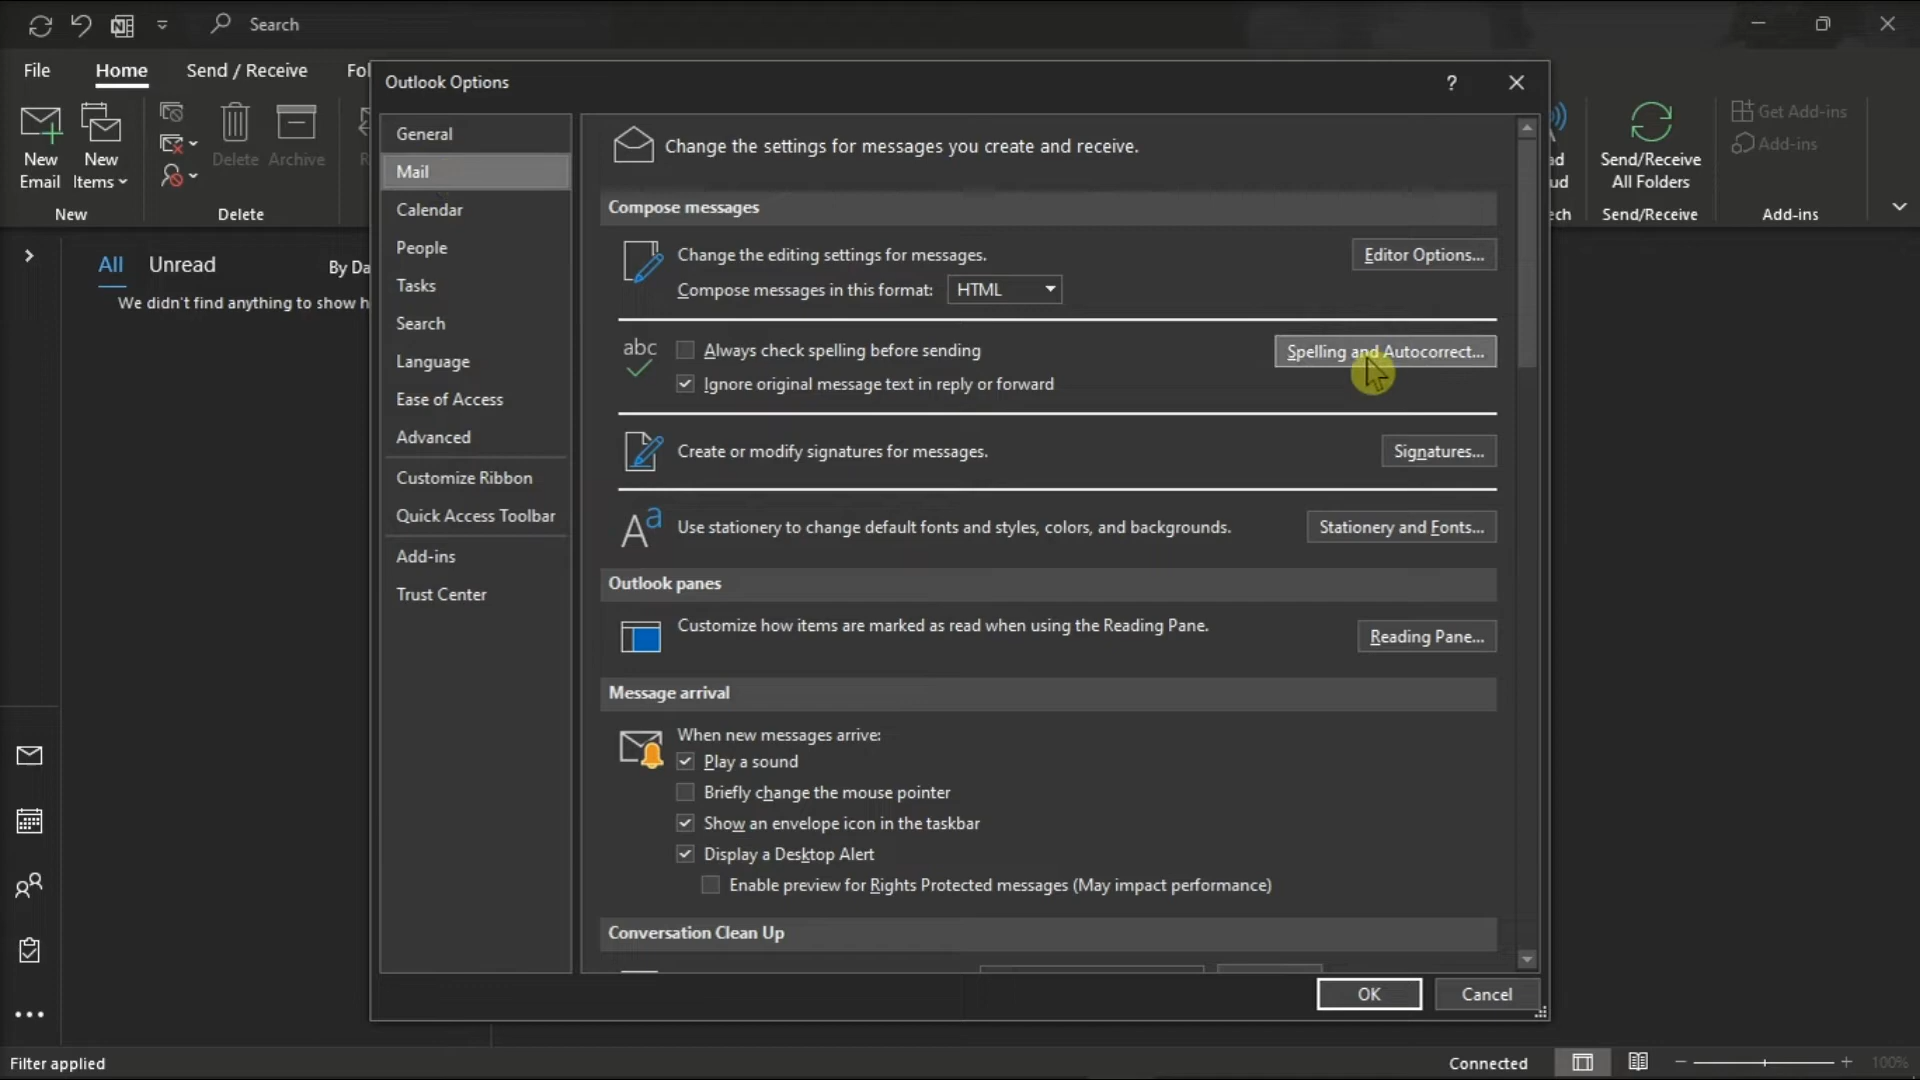 Search
File
Home
Send / Receive
Fol
New Email
New Items
Delete
Archive
New
Delete
Send/Receive All Folders
Send/Receive
Get Add-ins
Add-ins
Add-ins
All
Unread
By Da
We didn't find anything to show h
Outlook Options
?
General
Mail
Calendar
People
Tasks
Search
Language
Ease of Access
Advanced
Customize Ribbon
Quick Access Toolbar
Add-ins
Trust Center
Change the settings for messages you create and receive.
Compose messages
Change the editing settings for messages.
Editor Options...
Compose messages in this format:
HTML
abc
Always check spelling before sending
Spelling and Autocorrect...
Ignore original message text in reply or forward
Create or modify signatures for messages.
Signatures...
Use stationery to change default fonts and styles, colors, and backgrounds.
Stationery and Fonts...
Outlook panes
Customize how items are marked as read when using the Reading Pane.
Reading Pane...
Message arrival
When new messages arrive:
Play a sound
Briefly change the mouse pointer
Show an envelope icon in the taskbar
Display a Desktop Alert
Enable preview for Rights Protected messages (May impact performance)
Conversation Clean Up
OK
Cancel
Filter applied
Connected
100%